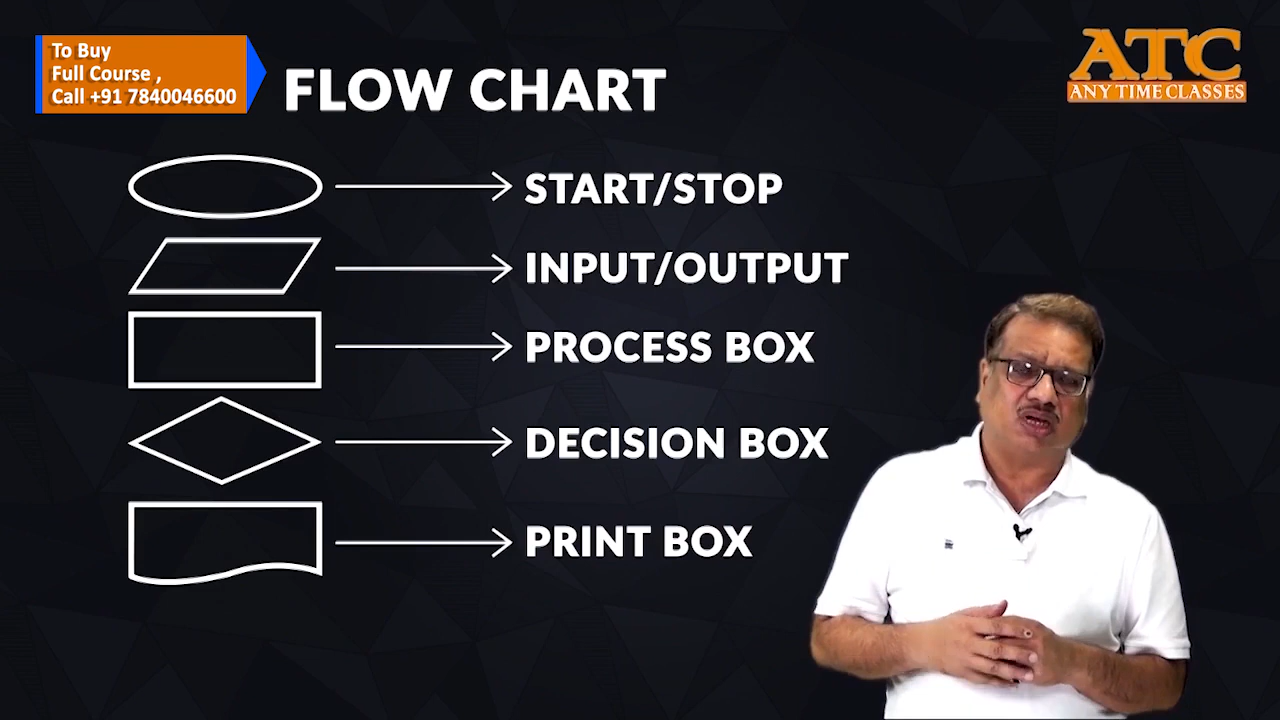 To Buy
Full Course ,
Call +91 7840046600
FLOW CHART
ATC
ANY TIME CLASSES
START/STOP
INPUT/OUTPUT
PROCESS BOX
DECISION BOX
PRINT BOX